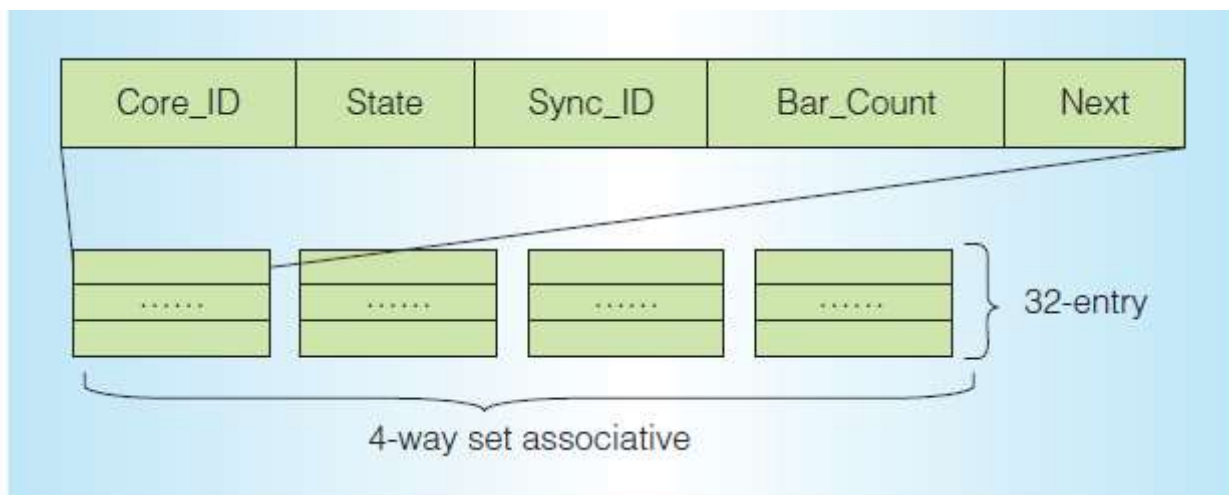 Core_ID State Sync_ID Bar_Count Next
...... ...... ...... ......
32-entry
4-way set associative